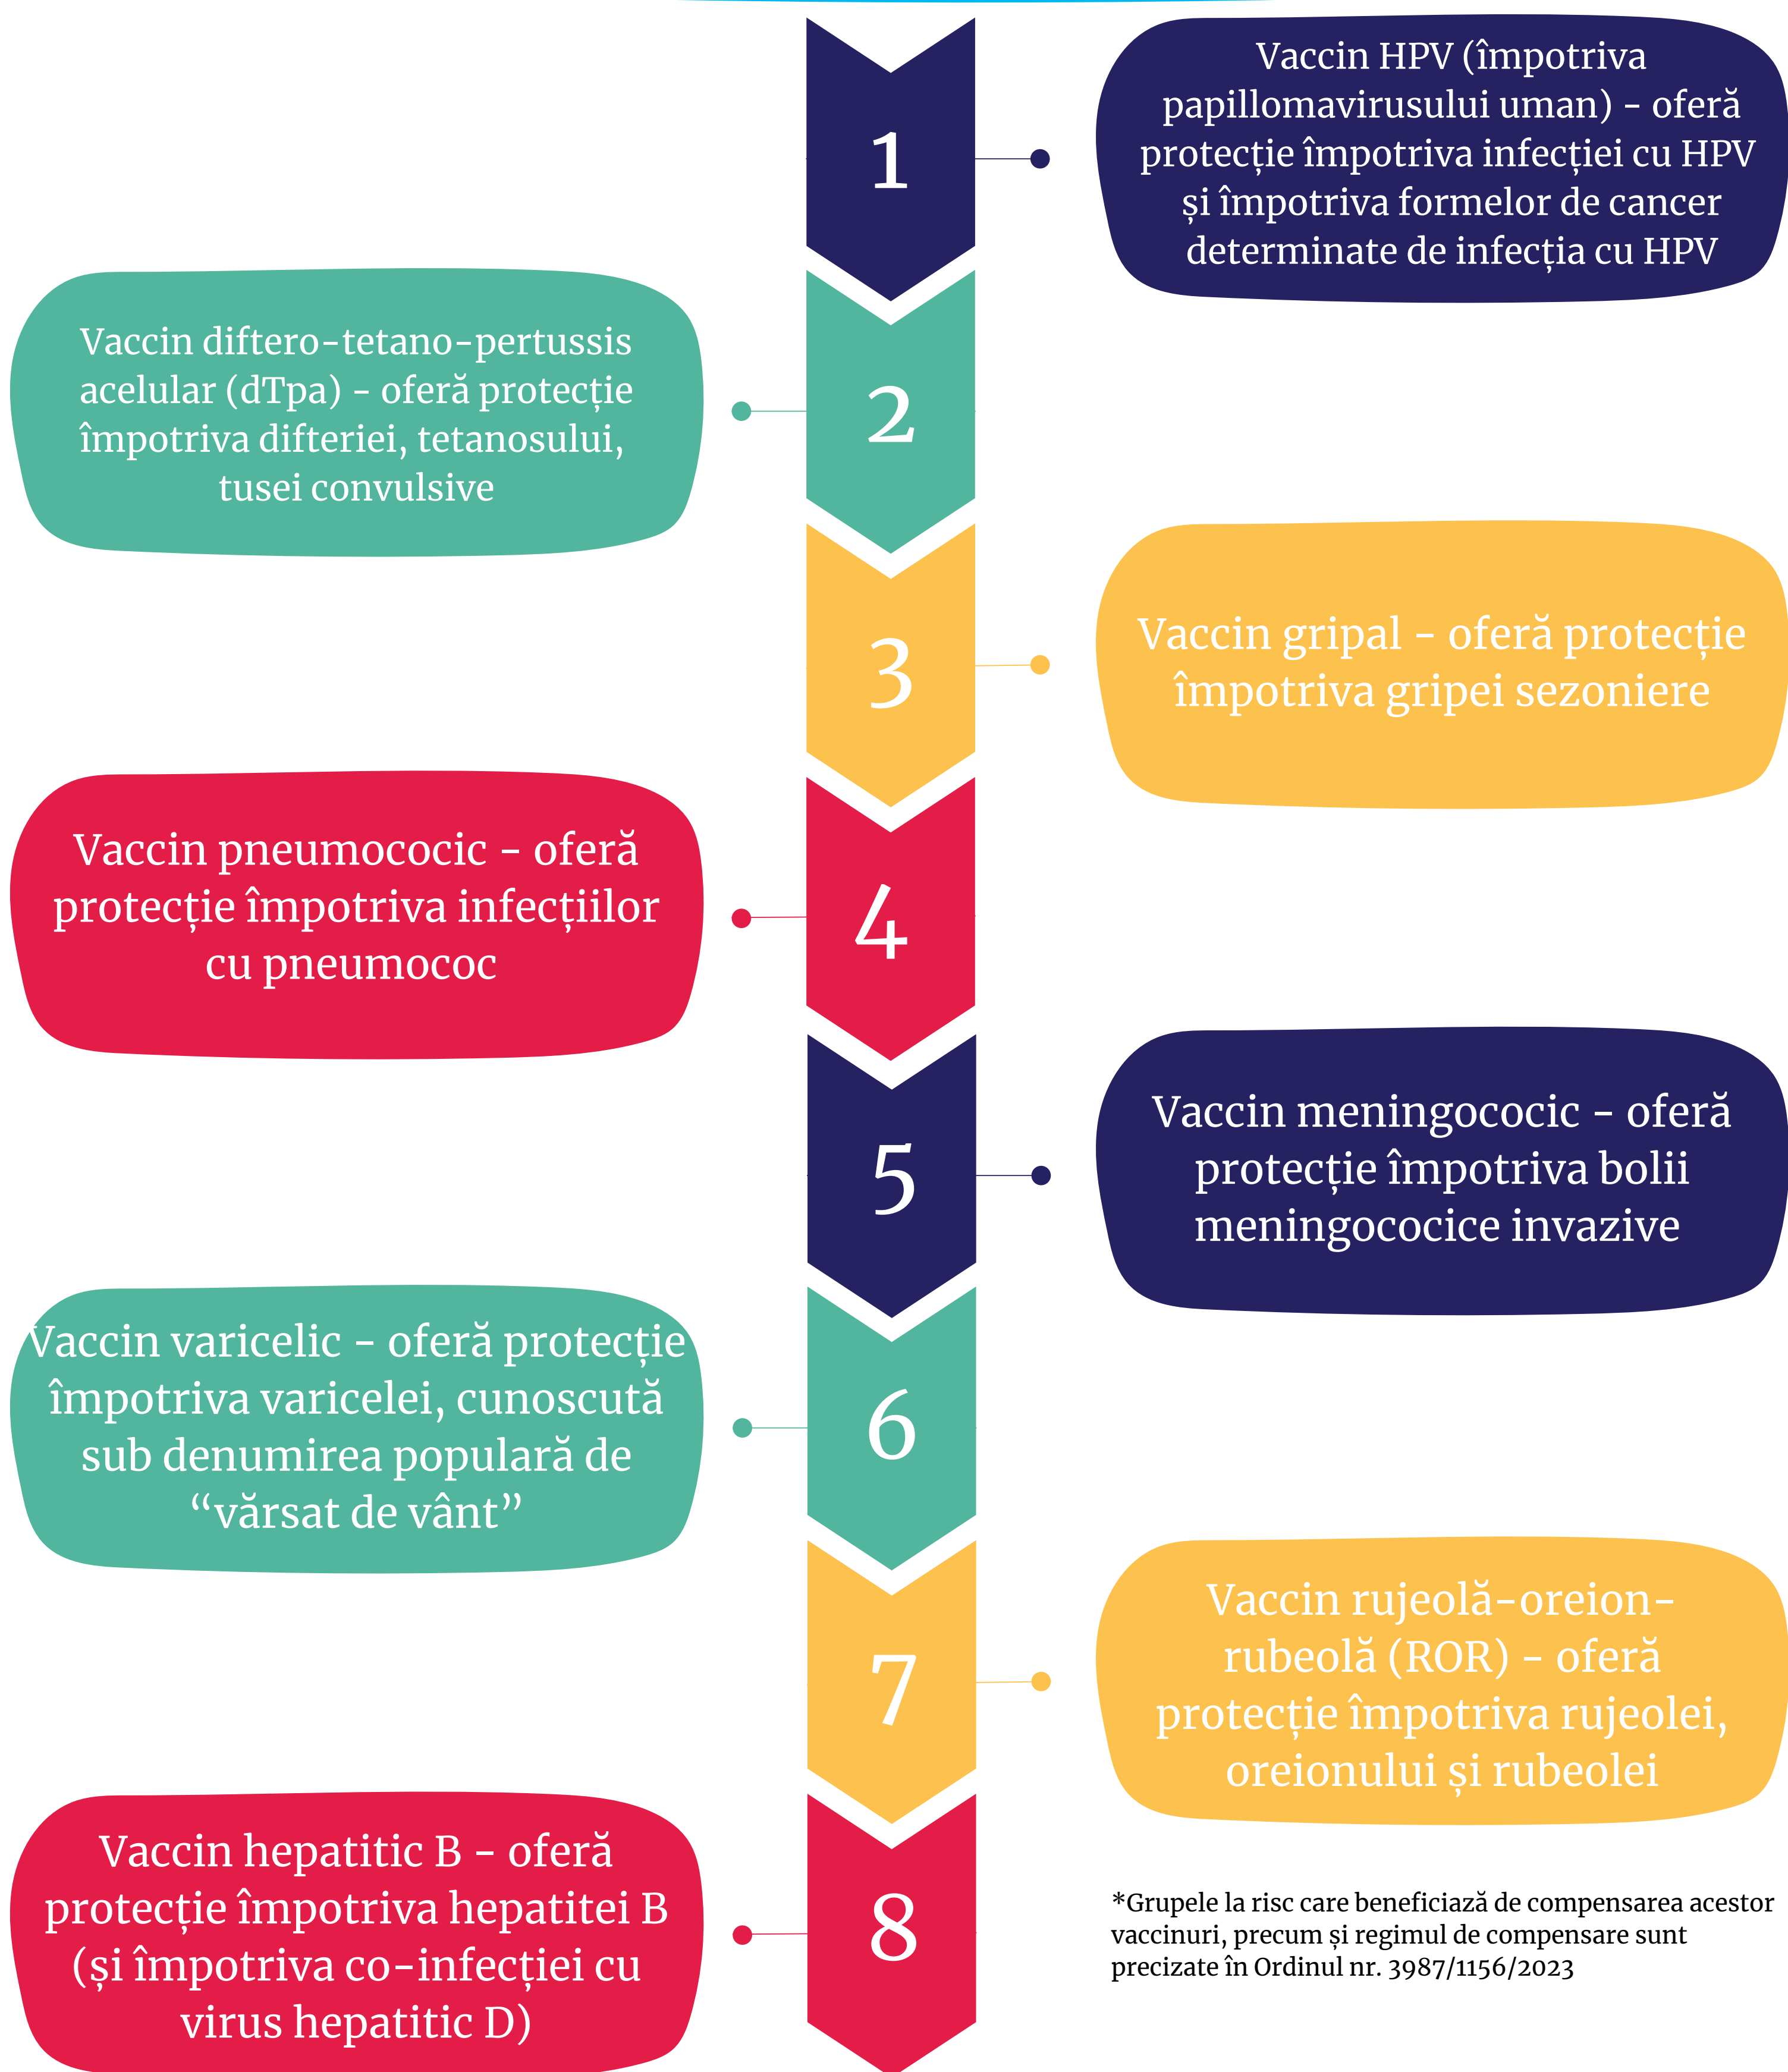 1
Vaccin HPV (împotriva
papillomavirusului uman) - oferă
protecție împotriva infecției cu HPV
și împotriva formelor de cancer
determinate de infecția cu HPV
2
Vaccin diftero-tetano-pertussis
acelular (dTpa) - oferă protecție
împotriva difteriei, tetanosului,
tusei convulsive
3
Vaccin gripal - oferă protecție
împotriva gripei sezoniere
4
Vaccin pneumococic - oferă
protecție împotriva infecțiilor
cu pneumococ
5
Vaccin meningococic - oferă
protecție împotriva bolii
meningococice invazive
6
Vaccin varicelic - oferă protecție
împotriva varicelei, cunoscută
sub denumirea populară de
“vărsat de vânt”
7
Vaccin rujeolă-oreion-
rubeolă (ROR) - oferă
protecție împotriva rujeolei,
oreionului și rubeolei
8
Vaccin hepatitic B - oferă
protecție împotriva hepatitei B
(și împotriva co-infecției cu
virus hepatitic D)
*Grupele la risc care beneficiază de compensarea acestor
vaccinuri, precum și regimul de compensare sunt
precizate în Ordinul nr. 3987/1156/2023